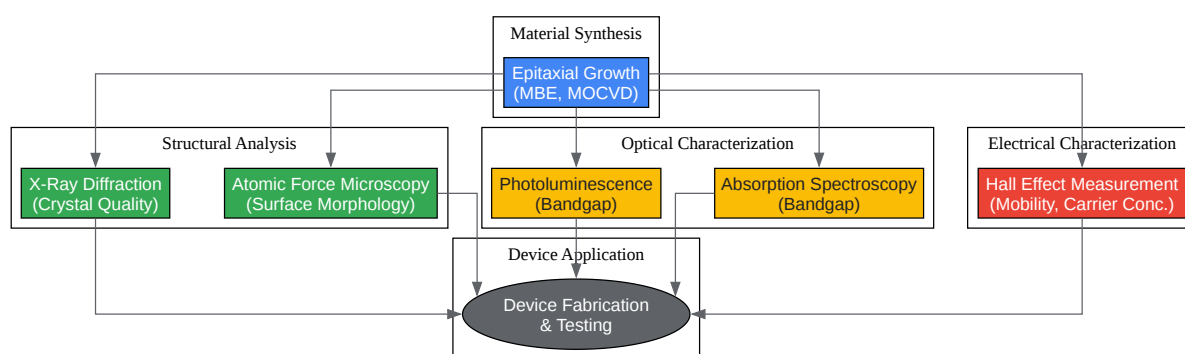 Material Synthesis
Epitaxial Growth
(MBE, MOCVD)
Structural Analysis
X-Ray Diffraction
(Crystal Quality)
Atomic Force Microscopy
(Surface Morphology)
Optical Characterization
Photoluminescence
(Bandgap)
Absorption Spectroscopy
(Bandgap)
Electrical Characterization
Hall Effect Measurement
(Mobility, Carrier Conc.)
Device Application
Device Fabrication
& Testing